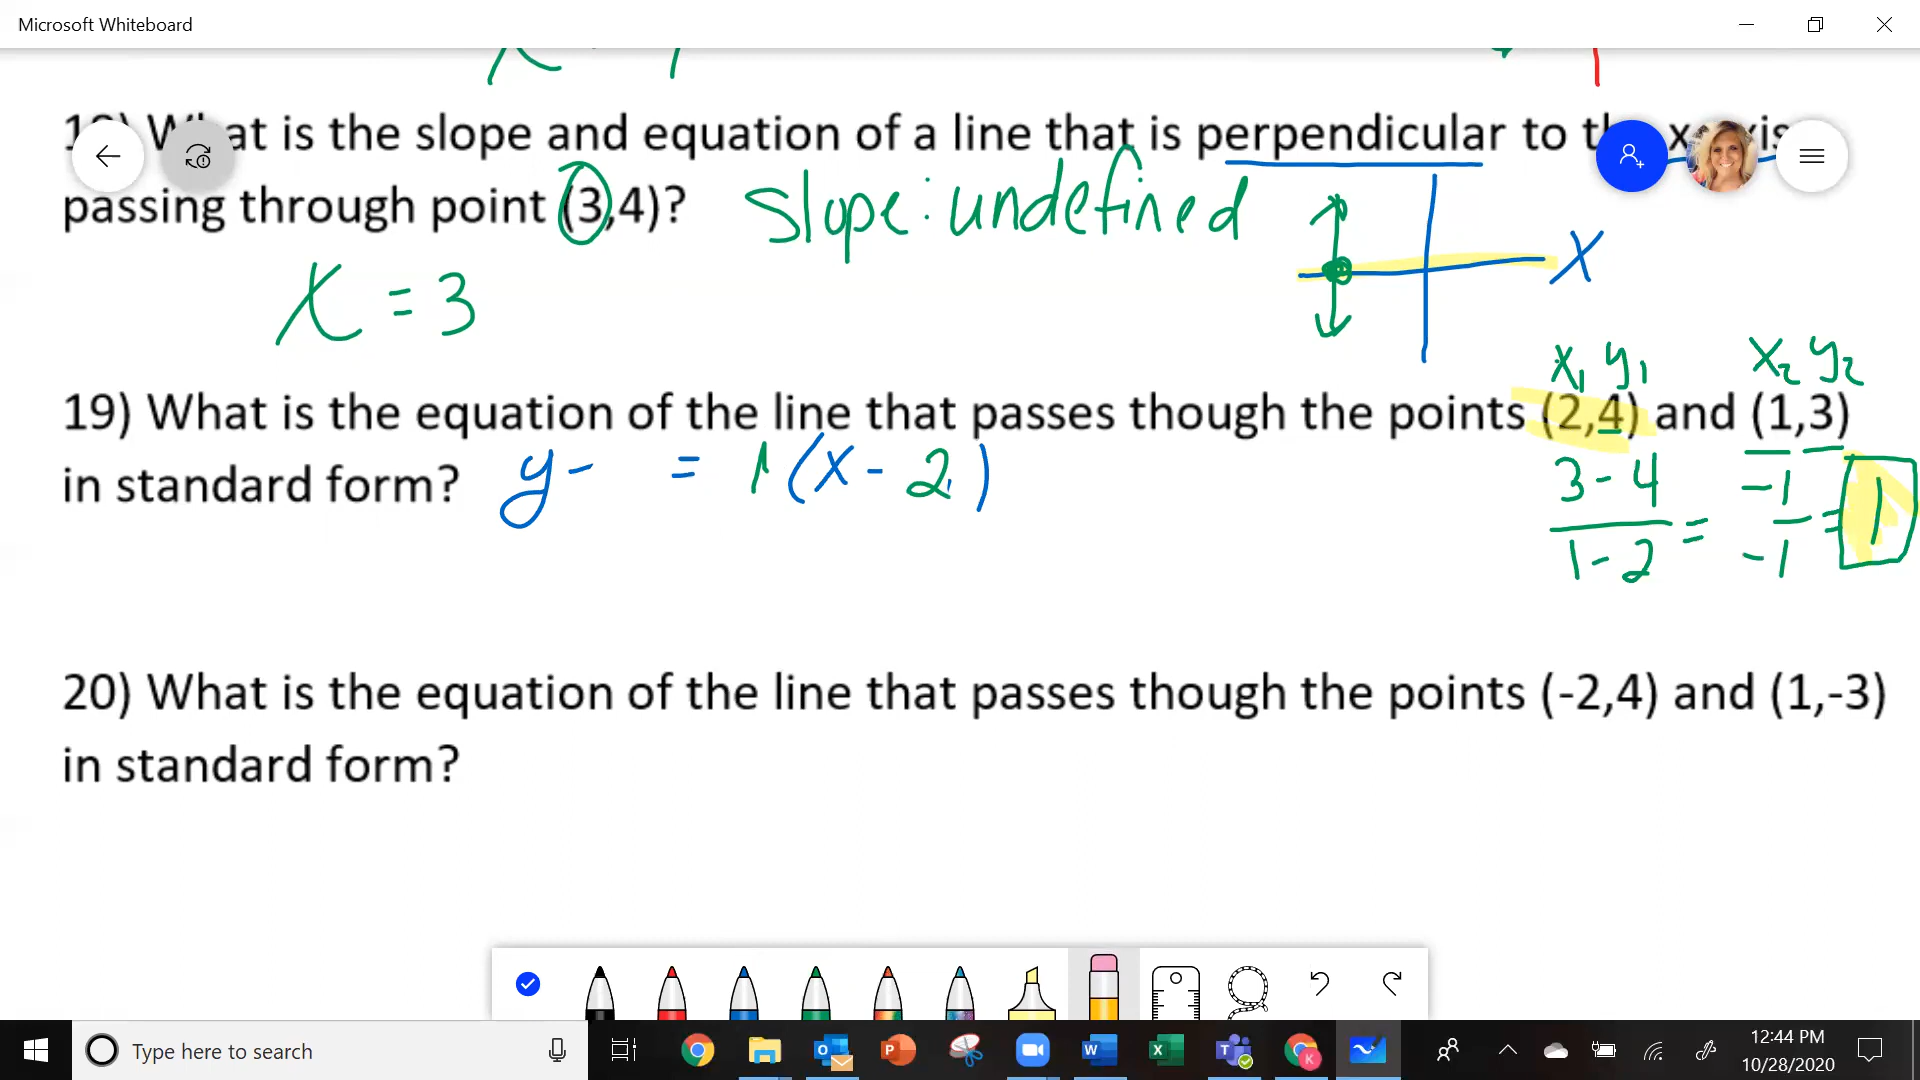 Microsoft Whiteboard
What is the slope and equation of a line that is perpendicular to the x
passing through point (3,4)?
slope: undefined
x
x = 3
x1 y1
x2 y2
19) What is the equation of the line that passes though the points (2,4) and (1,3)
in standard form?
y- = 1(x-2)
3-4
1-2
=
-1
-1
=
1
20) What is the equation of the line that passes though the points (-2,4) and (1,-3)
in standard form?
Type here to search
12:44 PM
10/28/2020